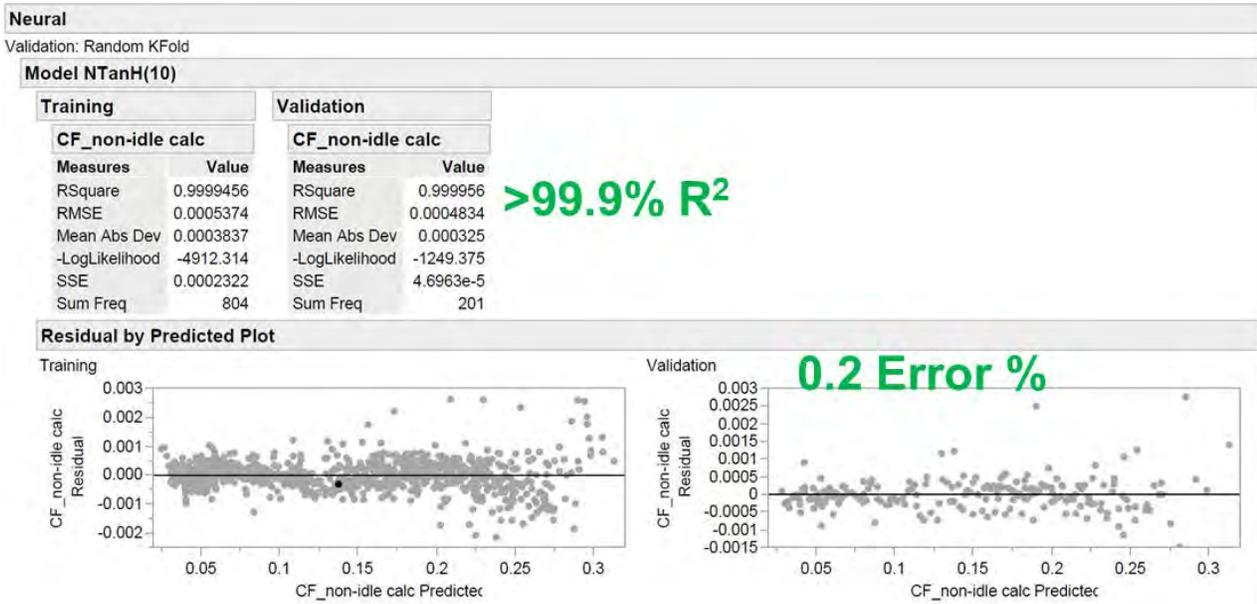 Neural
Validation: Random KFold
Model NTanH(10)
Training
CF_non-idle calc
Measures Value
RSquare 0.9999456
RMSE 0.0005374
Mean Abs Dev 0.0003837
-LogLikelihood -4912.314
SSE 0.0002322
Sum Freq 804
Validation
CF_non-idle calc
Measures Value
RSquare 0.999956
RMSE 0.0004834
Mean Abs Dev 0.000325
-LogLikelihood -1249.375
SSE 4.6963e-5
Sum Freq 201
>99.9% R²
Residual by Predicted Plot
Training
CF_non-idle calc
Residual
0.003
0.002
0.001
0.000
-0.001
-0.002
0.05 0.1 0.15 0.2 0.25 0.3
CF_non-idle calc Predicted
Validation
0.2 Error %
CF_non-idle calc
Residual
0.003
0.0025
0.002
0.0015
0.001
0.0005
0
-0.0005
-0.001
-0.0015
0.05 0.1 0.15 0.2 0.25 0.3
CF_non-idle calc Predicted